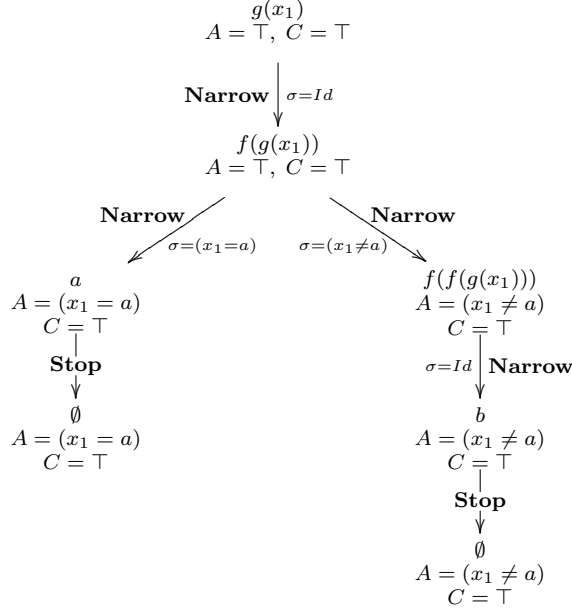 g(x₁)
A = ⊤, C = ⊤
Narrow σ=Id
f(g(x₁))
A = ⊤, C = ⊤
Narrow Narrow
σ=(x₁=a) σ=(x₁≠a)
a
A = (x₁ = a)
C = ⊤
Stop
∅
A = (x₁ = a)
C = ⊤
f(f(g(x₁)))
A = (x₁ ≠ a)
C = ⊤
σ=Id Narrow
b
A = (x₁ ≠ a)
C = ⊤
Stop
∅
A = (x₁ ≠ a)
C = ⊤